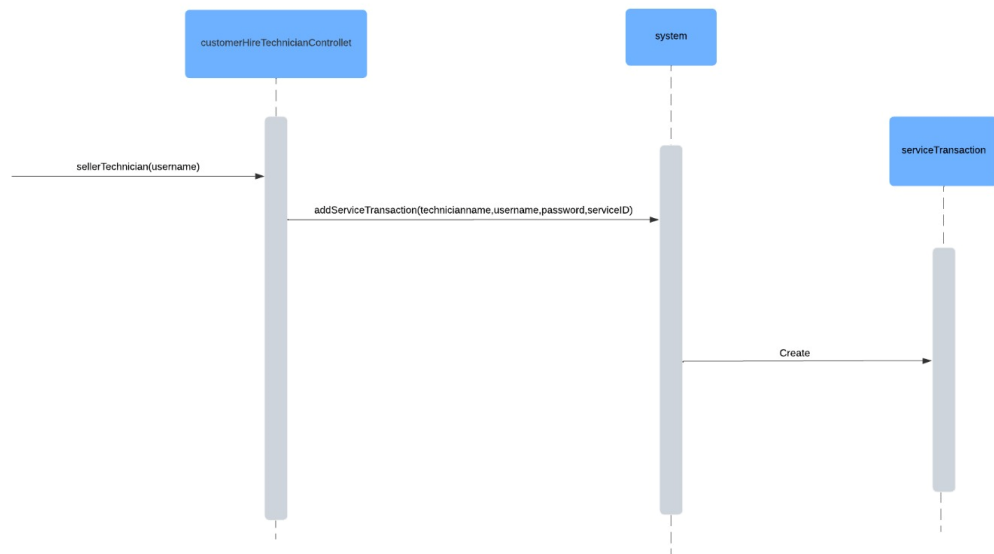 customerHireTechnicianControllet
system
serviceTransaction
sellerTechnician(username)
addServiceTransaction(technicianname,username,password,serviceID)
Create